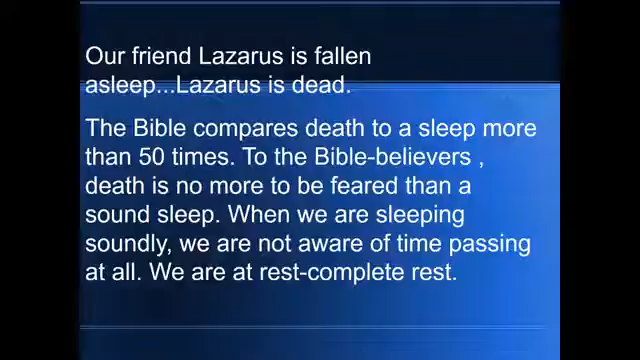 Our friend Lazarus is fallen
asleep...Lazarus is dead.
The Bible compares death to a sleep more
than 50 times. To the Bible-believers ,
death is no more to be feared than a
sound sleep. When we are sleeping
soundly, we are not aware of time passing
at all. We are at rest-complete rest.